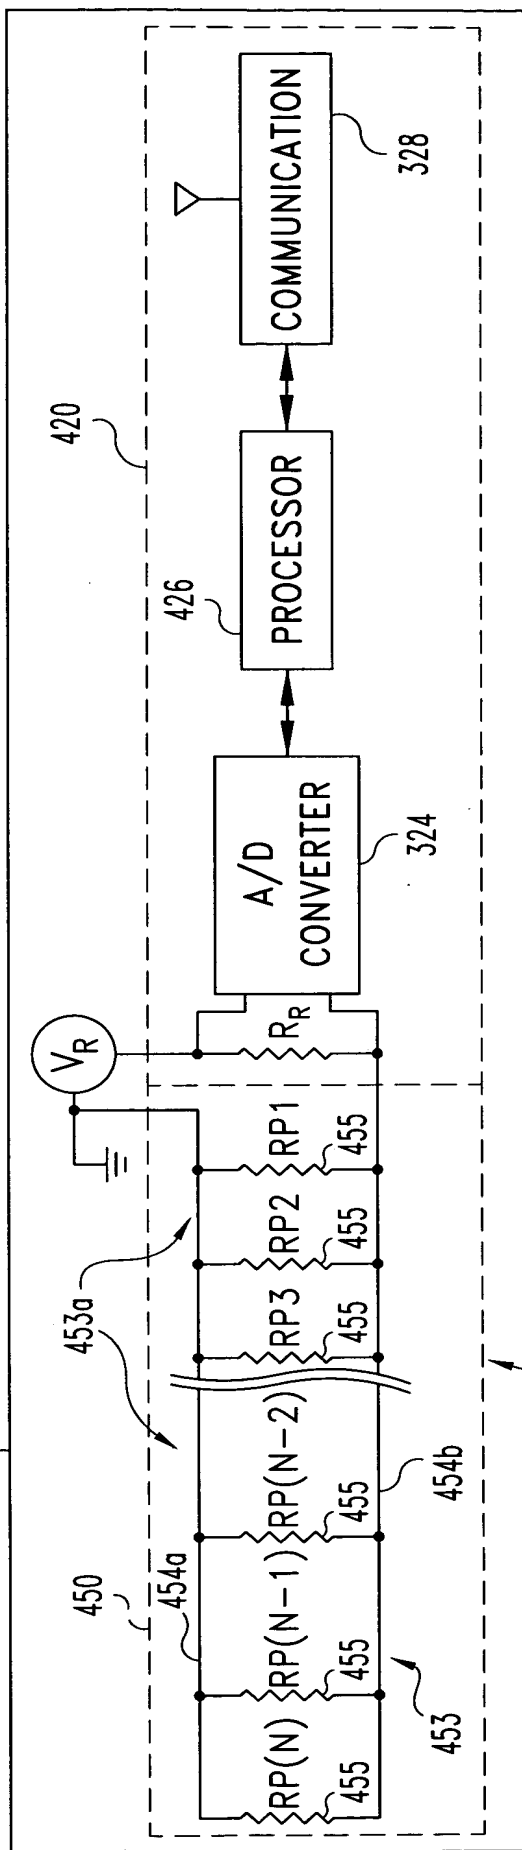 420
450
453a
454a
V_R
RP(N)
455
RP(N-1)
455
RP(N-2)
455
RP3
455
RP2
455
RP1
455
R_R
A/D
CONVERTER
324
426
PROCESSOR
COMMUNICATION
328
453
454b